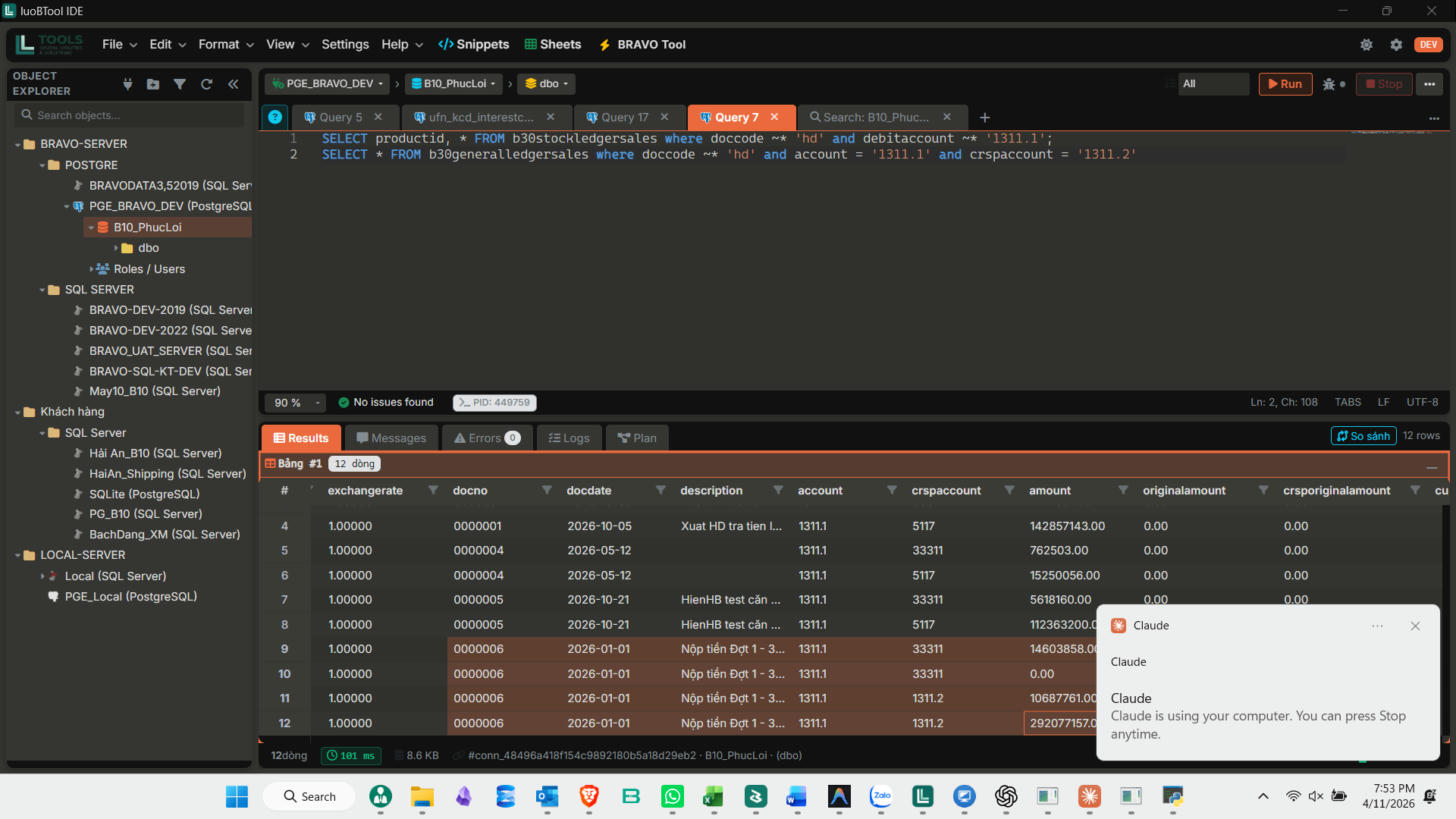 luoBTool IDE
L TOOLS
File Edit Format View Settings Help </> Snippets Sheets BRAVO Tool DEV
OBJECT EXPLORER
PGE_BRAVO_DEV › B10_PhucLoi › dbo All Run Stop
Search objects...
? Query 5 ufn_kcd_interestc... Query 17 Query 7 Search: B10_Phuc... +
1 SELECT productid, * FROM b30stockledgersales where doccode ~* 'hd' and debitaccount ~* '1311.1';
2 SELECT * FROM b30generalledgersales where doccode ~* 'hd' and account = '1311.1' and crspaccount = '1311.2'
BRAVO-SERVER
POSTGRE
BRAVODATA3,52019 (SQL Ser
PGE_BRAVO_DEV (PostgreSQL
B10_PhucLoi
dbo
Roles / Users
SQL SERVER
BRAVO-DEV-2019 (SQL Server
BRAVO-DEV-2022 (SQL Serve
BRAVO_UAT_SERVER (SQL Ser
BRAVO-SQL-KT-DEV (SQL Ser
May10_B10 (SQL Server)
Khách hàng
SQL Server
Hải An_B10 (SQL Server)
HaiAn_Shipping (SQL Server)
SQLite (PostgreSQL)
PG_B10 (SQL Server)
BachDang_XM (SQL Server)
LOCAL-SERVER
Local (SQL Server)
PGE_Local (PostgreSQL)
90 % No issues found >_ PID: 449759 Ln: 2, Ch: 108 TABS LF UTF-8
Results Messages Errors 0 Logs Plan So sánh 12 rows
Bảng #1 12 dòng
# exchangerate docno docdate description account crspaccount amount originalamount crsporiginalamount cu
4 1.00000 0000001 2026-10-05 Xuat HD tra tien l... 1311.1 5117 142857143.00 0.00 0.00
5 1.00000 0000004 2026-05-12 1311.1 33311 762503.00 0.00 0.00
6 1.00000 0000004 2026-05-12 1311.1 5117 15250056.00 0.00 0.00
7 1.00000 0000005 2026-10-21 HienHB test căn ... 1311.1 33311 5618160.00 0.00 0.00
8 1.00000 0000005 2026-10-21 HienHB test căn ... 1311.1 5117 112363200.0
9 1.00000 0000006 2026-01-01 Nộp tiền Đợt 1 - 3... 1311.1 33311 14603858.00
10 1.00000 0000006 2026-01-01 Nộp tiền Đợt 1 - 3... 1311.1 33311 0.00
11 1.00000 0000006 2026-01-01 Nộp tiền Đợt 1 - 3... 1311.1 1311.2 10687761.00
12 1.00000 0000006 2026-01-01 Nộp tiền Đợt 1 - 3... 1311.1 1311.2 292077157.0
Claude
Claude
Claude
Claude is using your computer. You can press Stop
anytime.
12dòng 101 ms 8.6 KB #conn_48496a418f154c9892180b5a18d29eb2 · B10_PhucLoi · (dbo)
Search
Zalo
7:53 PM
4/11/2026